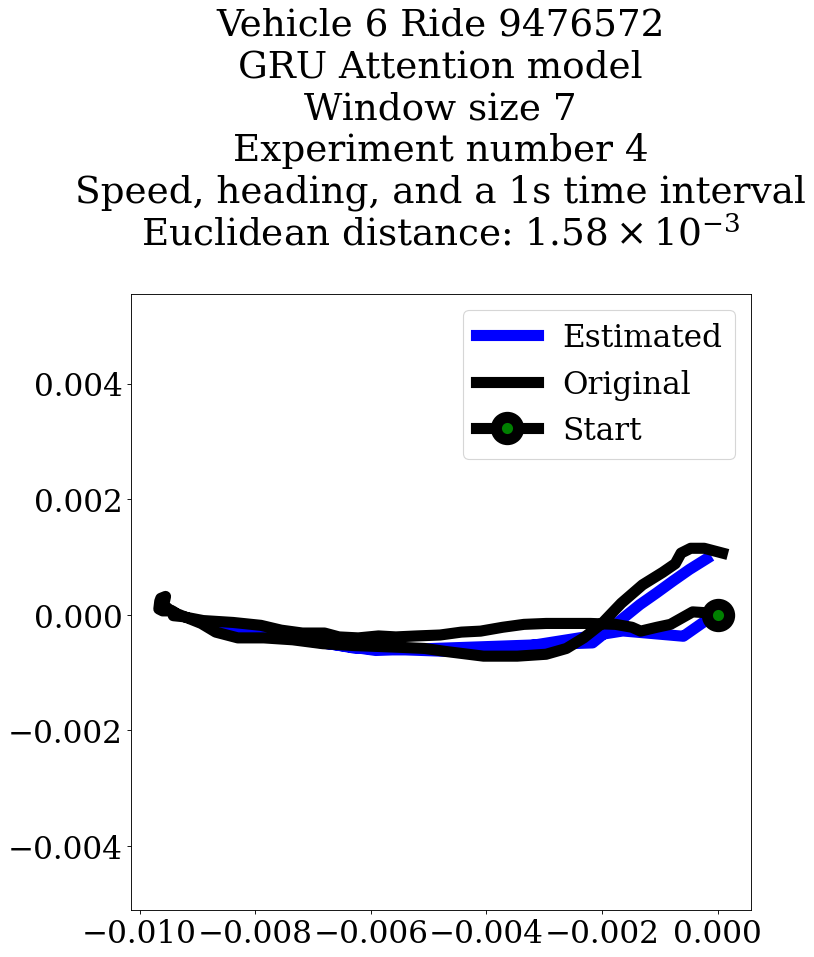 Vehicle 6 Ride 9476572
GRU Attention model
Window size 7
Experiment number 4
Speed, heading, and a 1s time interval
Euclidean distance: 1.58 × 10⁻³
Estimated
Original
Start
0.004
0.002
0.000
−0.002
−0.004
−0.010 −0.008 −0.006 −0.004 −0.002 0.000